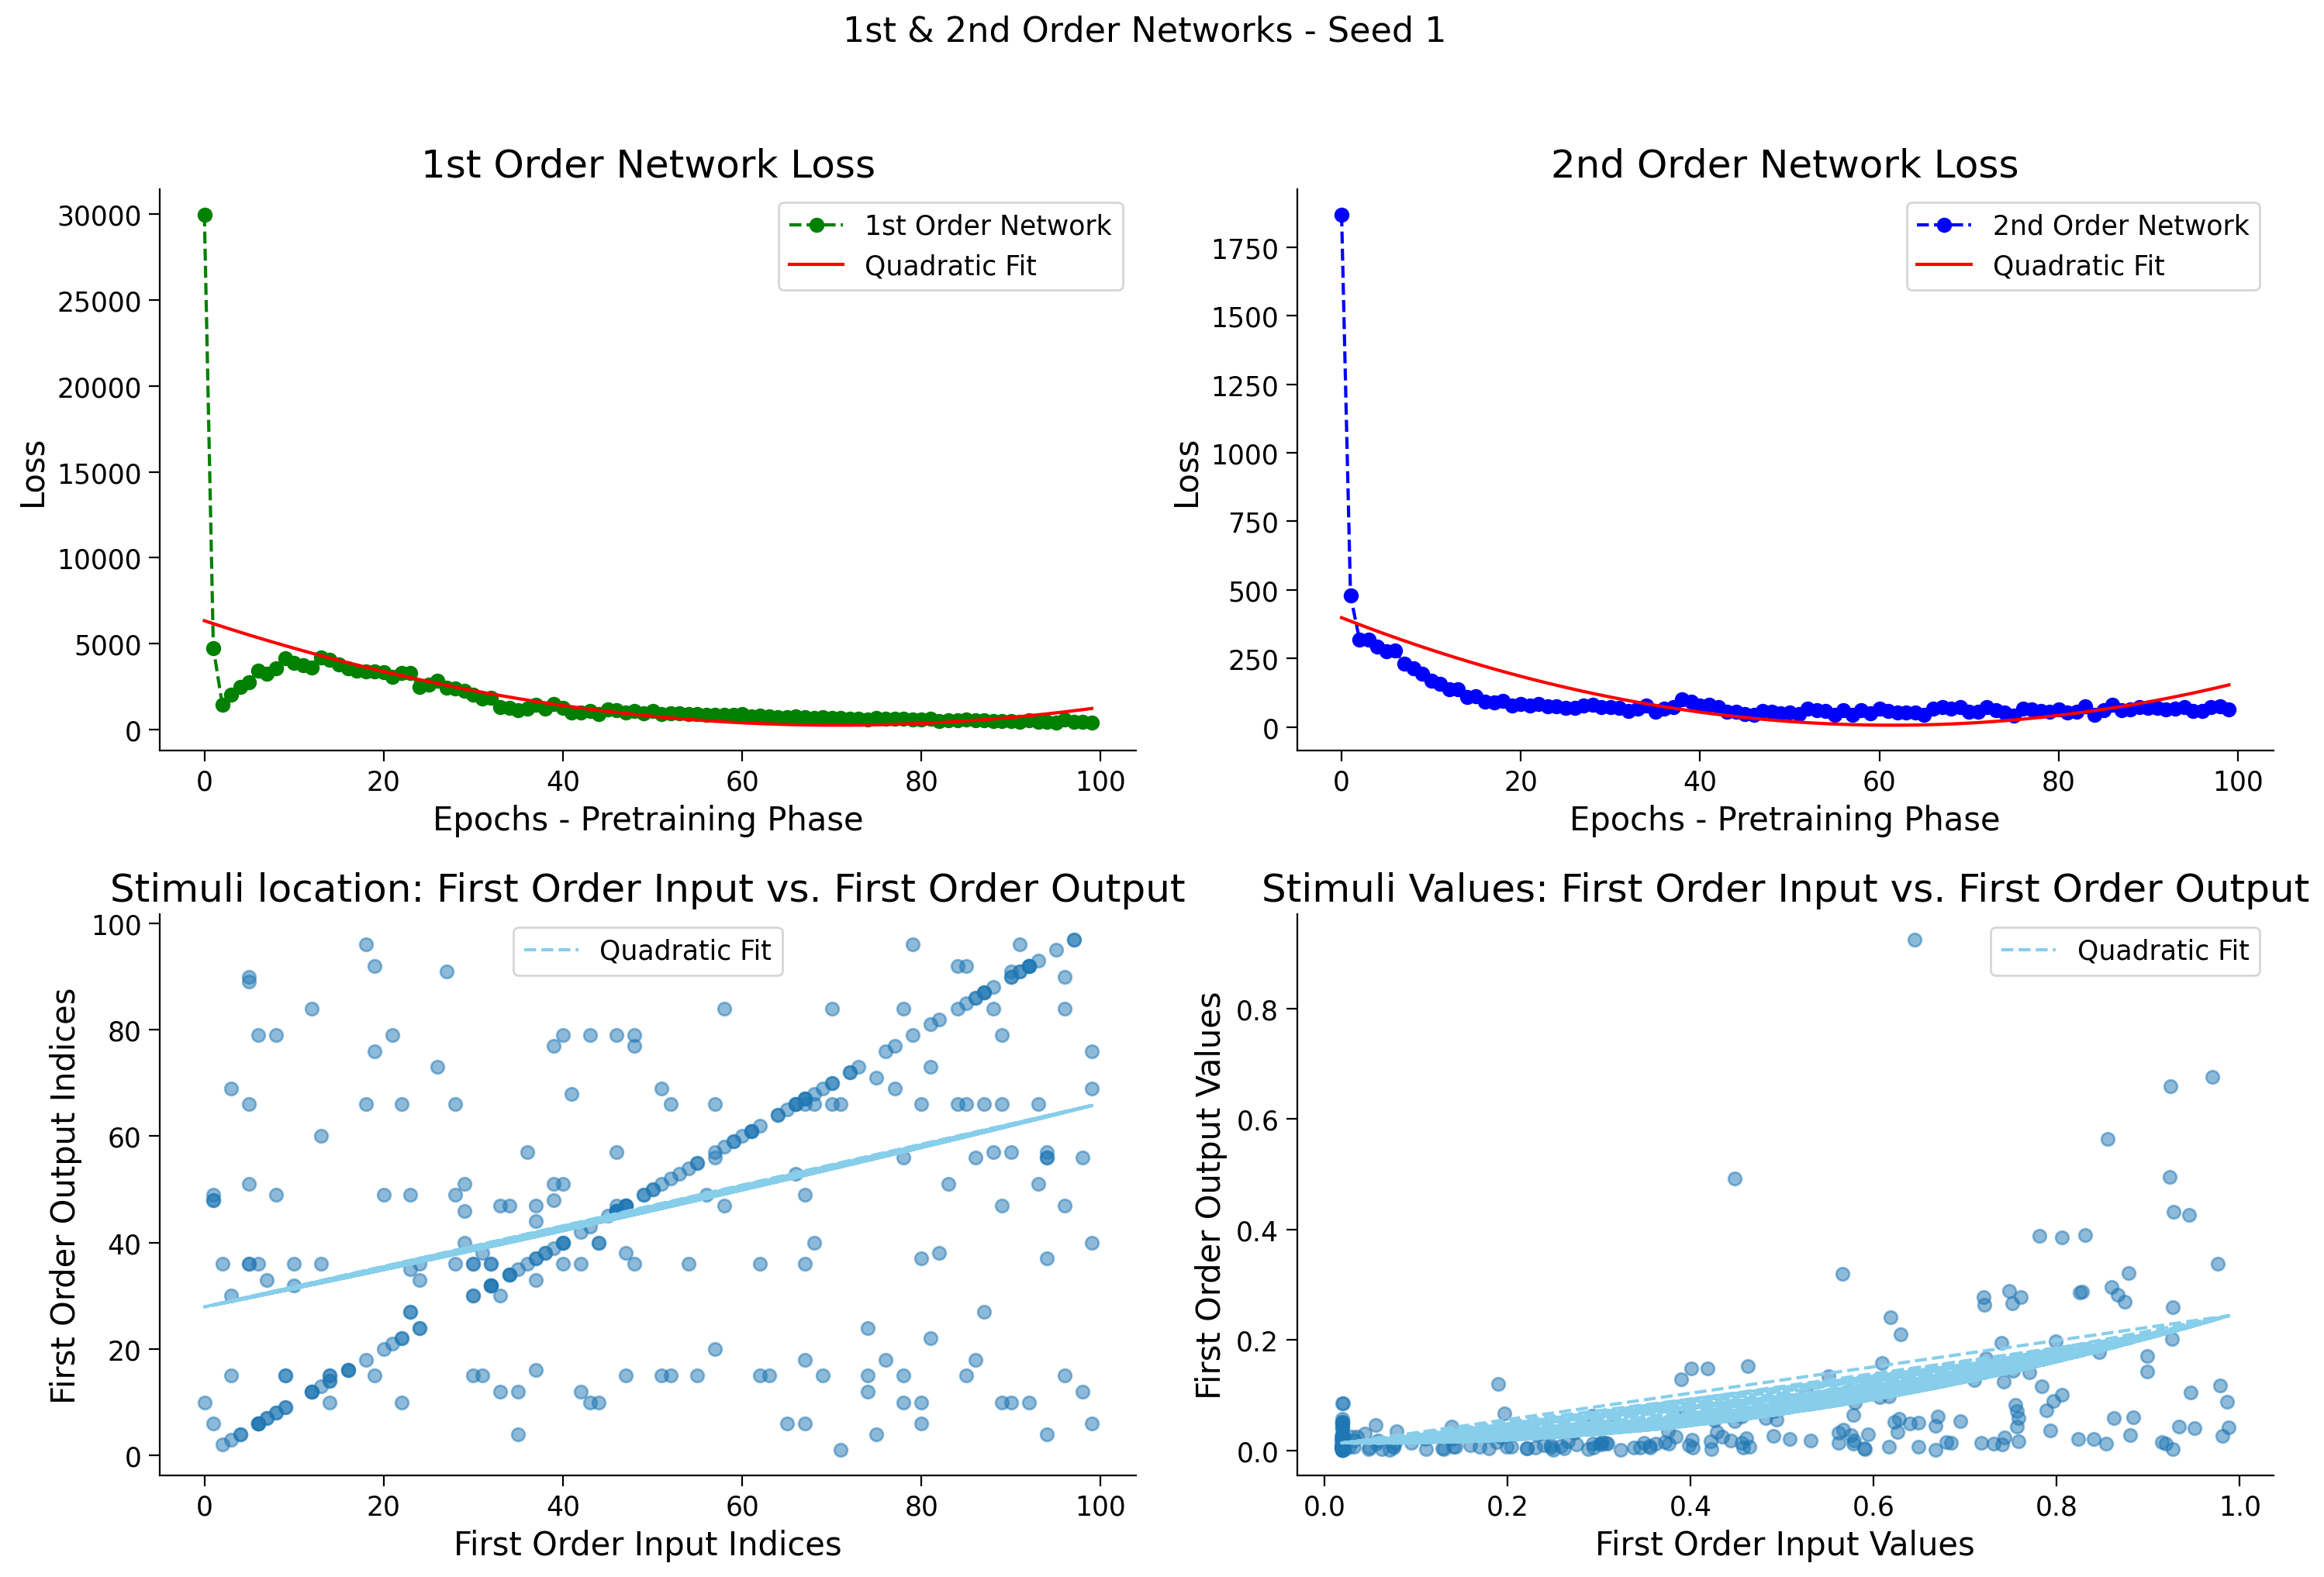 1st & 2nd Order Networks - Seed 1
1st Order Network Loss
30000
25000
20000
15000
10000
5000
0
Loss
1st Order Network
Quadratic Fit
0 20 40 60 80 100
Epochs - Pretraining Phase
2nd Order Network Loss
1750
1500
1250
1000
750
500
250
0
Loss
2nd Order Network
Quadratic Fit
0 20 40 60 80 100
Epochs - Pretraining Phase
Stimuli location: First Order Input vs. First Order Output
100
80
60
40
20
0
First Order Output Indices
Quadratic Fit
0 20 40 60 80 100
First Order Input Indices
Stimuli Values: First Order Input vs. First Order Output
0.8
0.6
0.4
0.2
0.0
First Order Output Values
Quadratic Fit
0.0 0.2 0.4 0.6 0.8 1.0
First Order Input Values